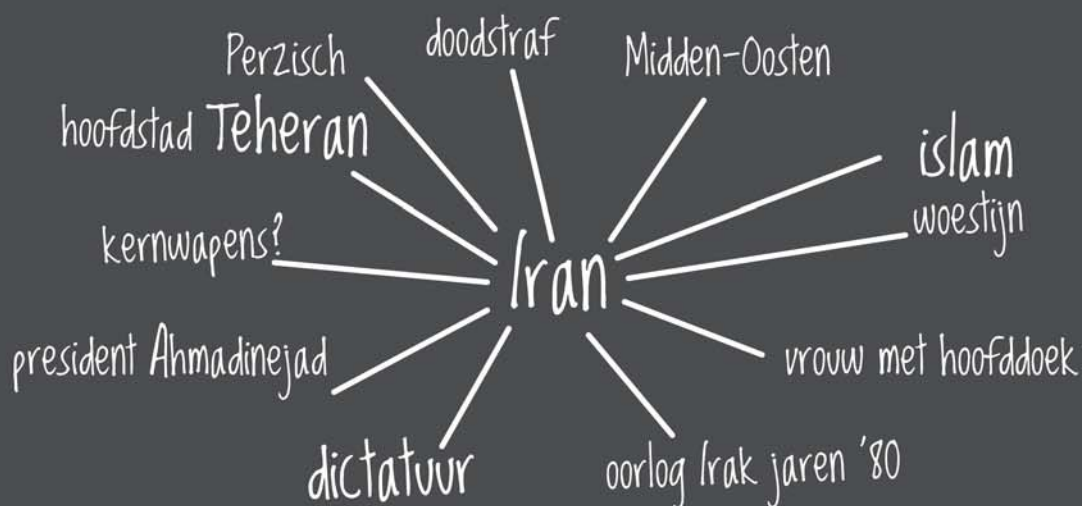 Perzisch
doodstraf
Midden-Oosten
hoofdstad Teheran
islam
woestijn
kernwapens?
Iran
president Ahmadinejad
vrouw met hoofddoek
dictatuur
oorlog Irak jaren '80